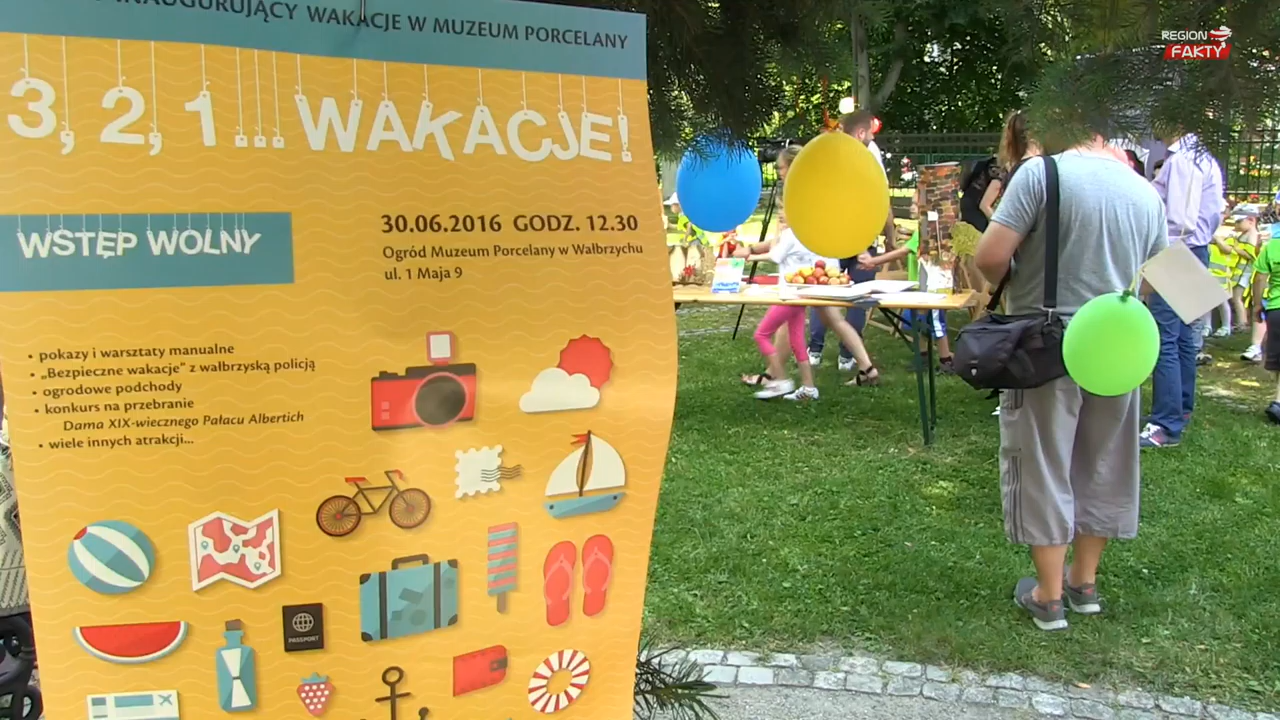 INAUGURUJĄCY WAKACJE W MUZEUM PORCELANY
REGION
FAKTY
3, 2, 1 ... WAKACJE!
WSTĘP WOLNY
30.06.2016 GODZ. 12.30
Ogród Muzeum Porcelany w Wałbrzychu
ul. 1 Maja 9
• pokazy i warsztaty manualne
• „Bezpieczne wakacje" z wałbrzyską policją
• ogrodowe podchody
• konkurs na przebranie
Dama XIX-wiecznego Pałacu Albertich
• wiele innych atrakcji...
PASSPORT